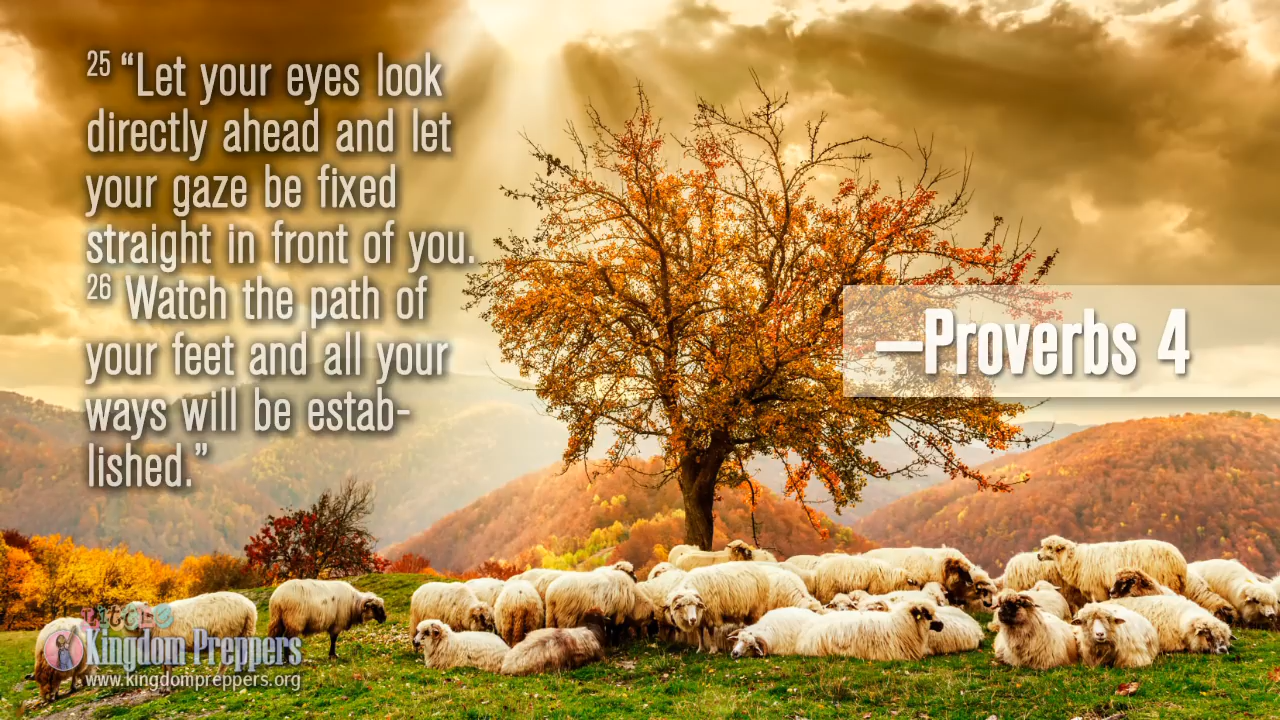 25 “Let your eyes look
directly ahead and let
your gaze be fixed
straight in front of you.
26 Watch the path of
your feet and all your
ways will be estab-
lished.”
–Proverbs 4
Little
Kingdom Preppers
www.kingdompreppers.org